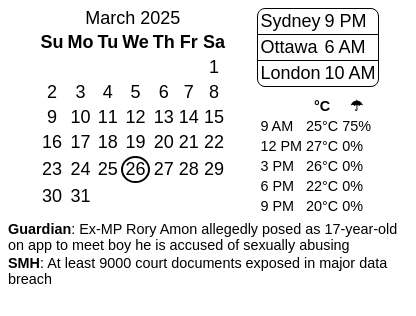 March 2025
Su Mo Tu We Th Fr Sa
1
2 3 4 5 6 7 8
9 10 11 12 13 14 15
16 17 18 19 20 21 22
23 24 25 26 27 28 29
30 31
Sydney 9 PM
Ottawa 6 AM
London 10 AM
°C ☂
9 AM 25°C 75%
12 PM 27°C 0%
3 PM 26°C 0%
6 PM 22°C 0%
9 PM 20°C 0%
Guardian: Ex-MP Rory Amon allegedly posed as 17-year-old
on app to meet boy he is accused of sexually abusing
SMH: At least 9000 court documents exposed in major data
breach